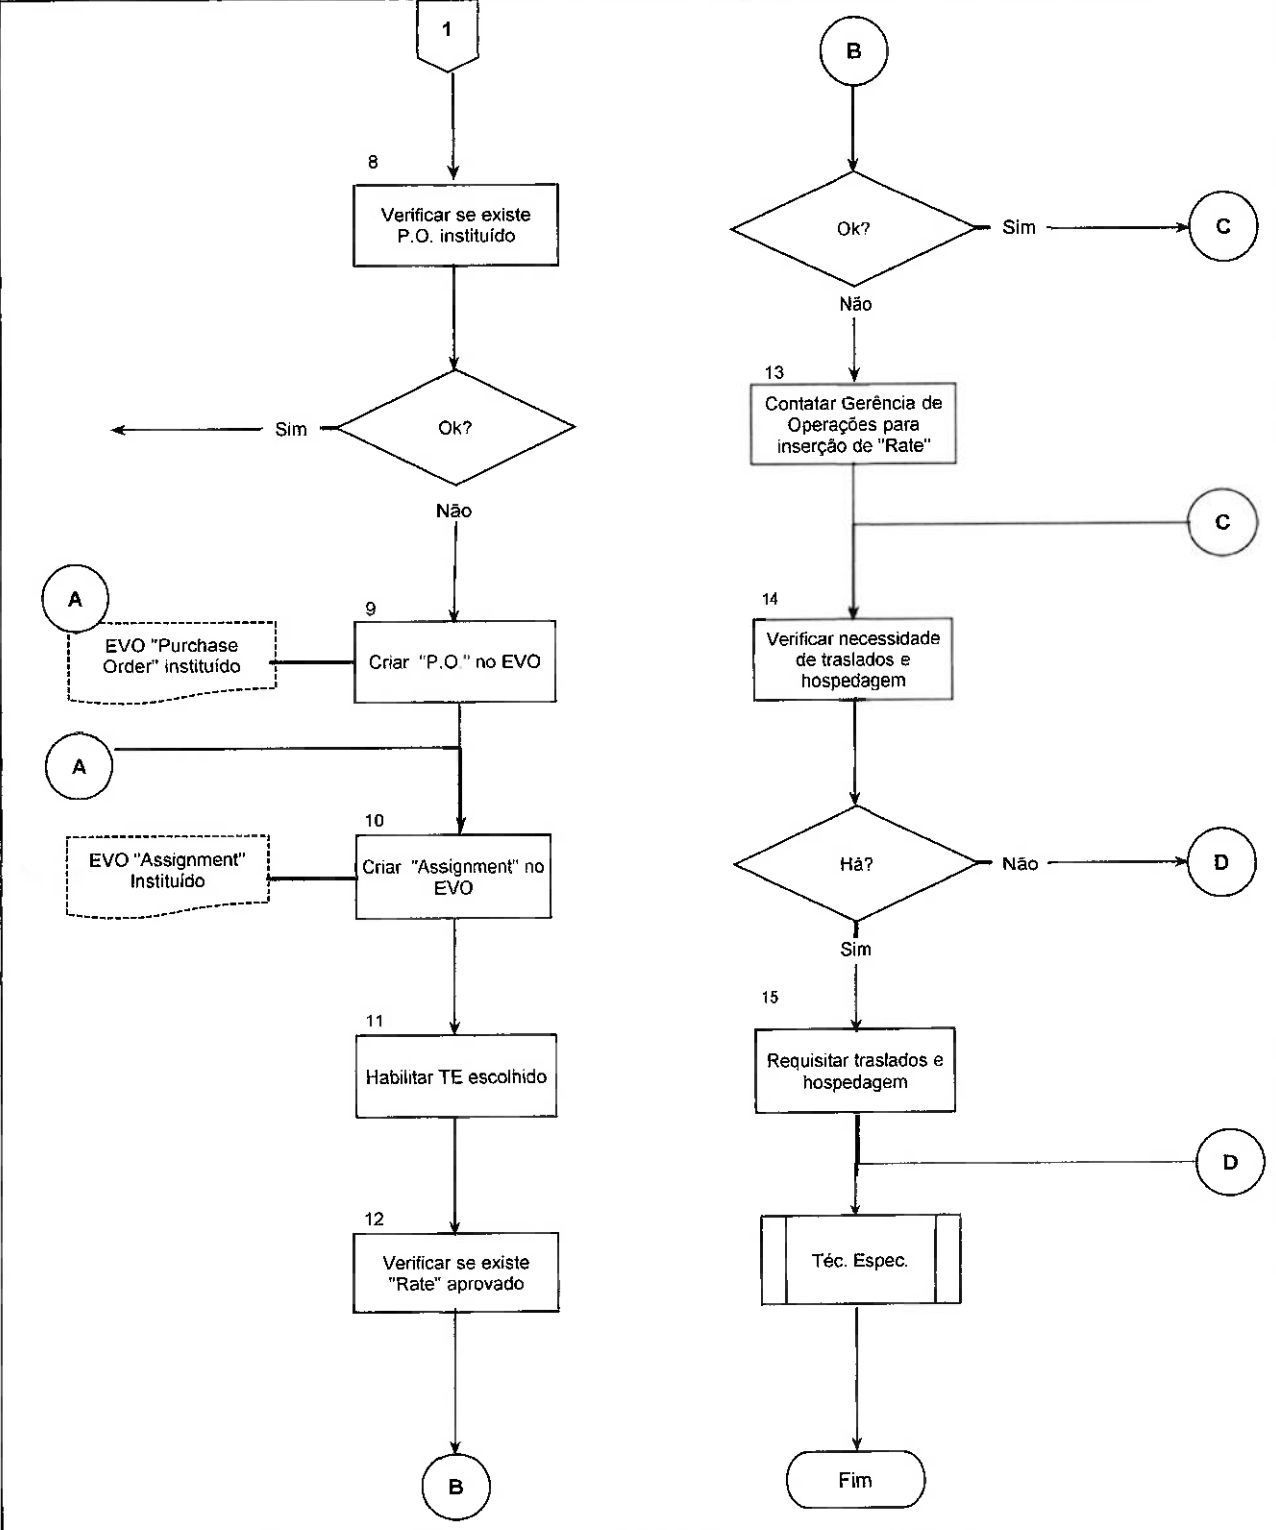 1
8
Verificar se existe
P.O. instituído
Ok?
Sim
Não
A
EVO "Purchase
Order" instituído
9
Criar "P.O." no EVO
A
10
EVO "Assignment"
Instituído
Criar "Assignment" no
EVO
11
Habilitar TE escolhido
12
Verificar se existe
"Rate" aprovado
B
B
Ok?
Sim
C
Não
13
Contatar Gerência de
Operações para
inserção de "Rate"
C
14
Verificar necessidade
de traslados e
hospedagem
Há?
Não
D
Sim
15
Requisitar traslados e
hospedagem
D
Téc. Espec.
Fim